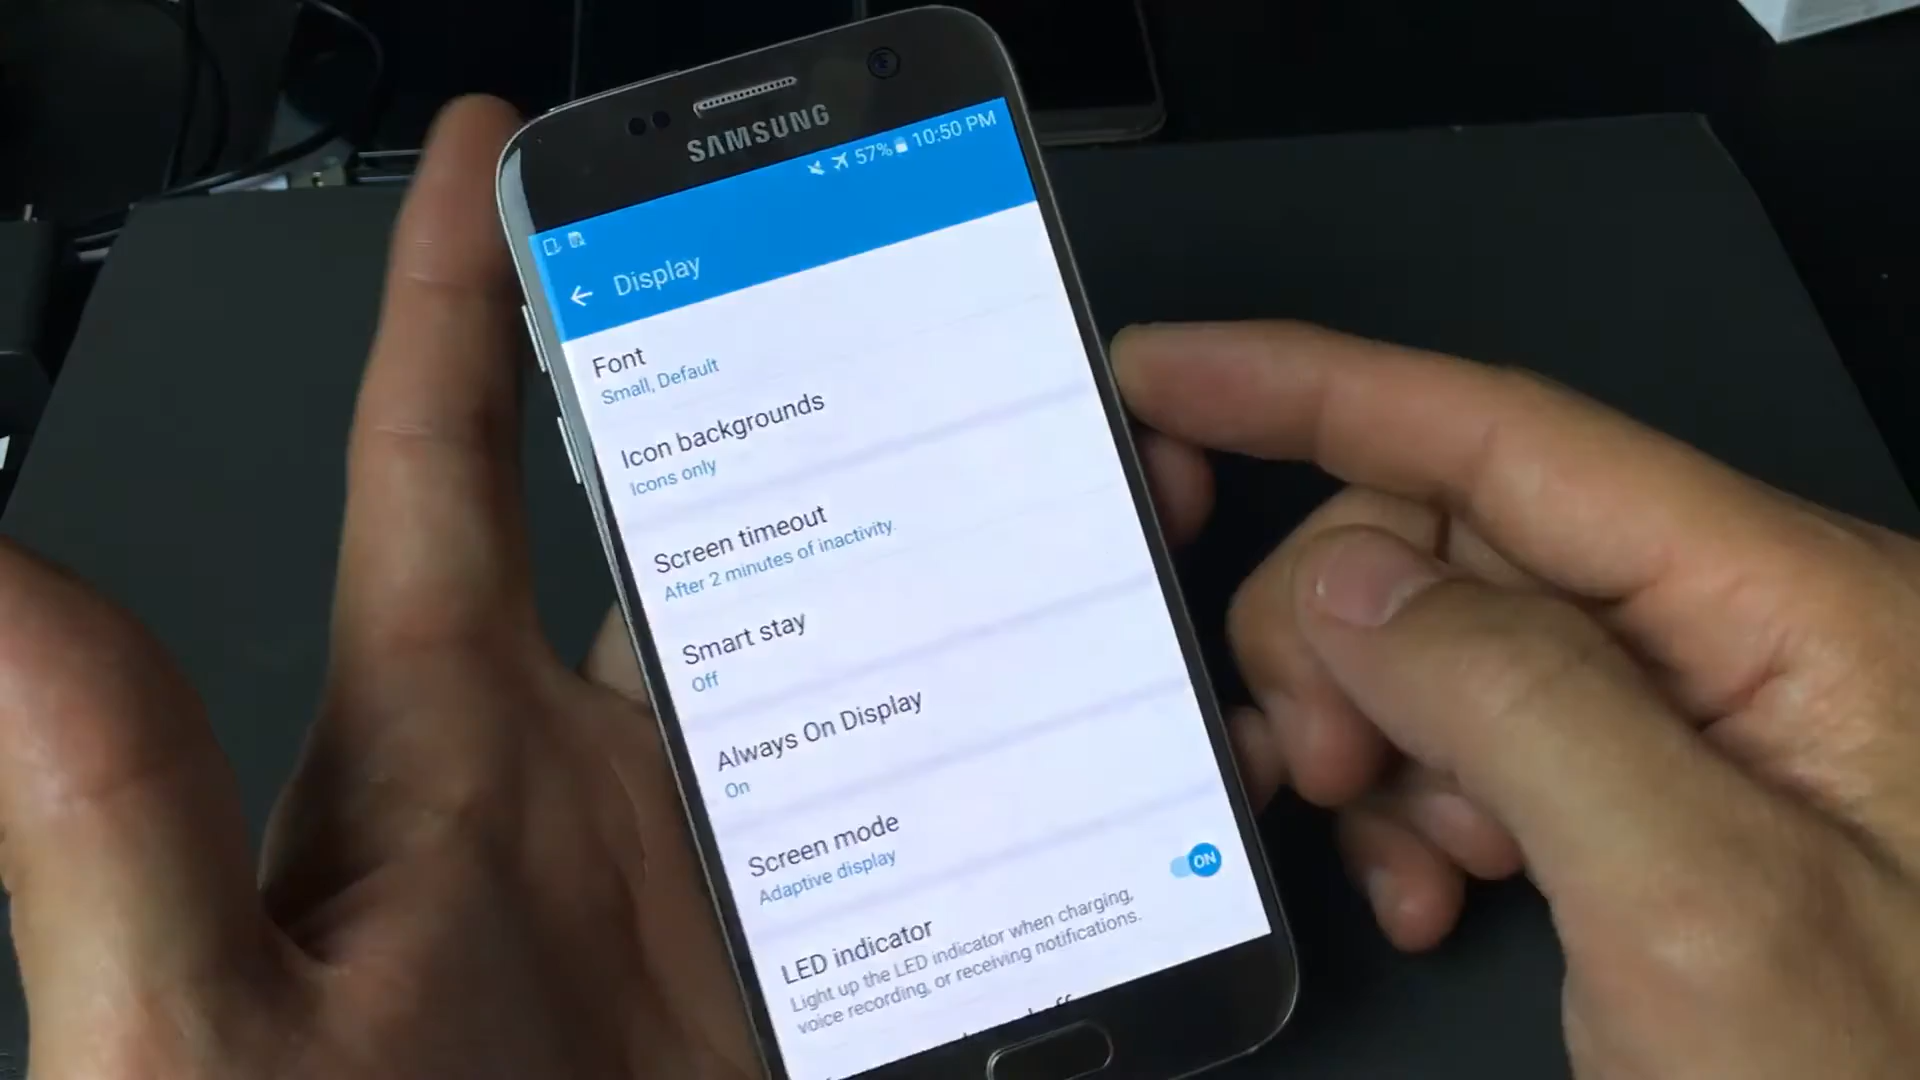 SAMSUNG
57% 10:50 PM
Display
Font
Small, Default
Icon backgrounds
Icons only
Screen timeout
After 2 minutes of inactivity.
Smart stay
Off
Always On Display
On
Screen mode
Adaptive display
ON
LED indicator
Light up the LED indicator when charging,
voice recording, or receiving notifications.